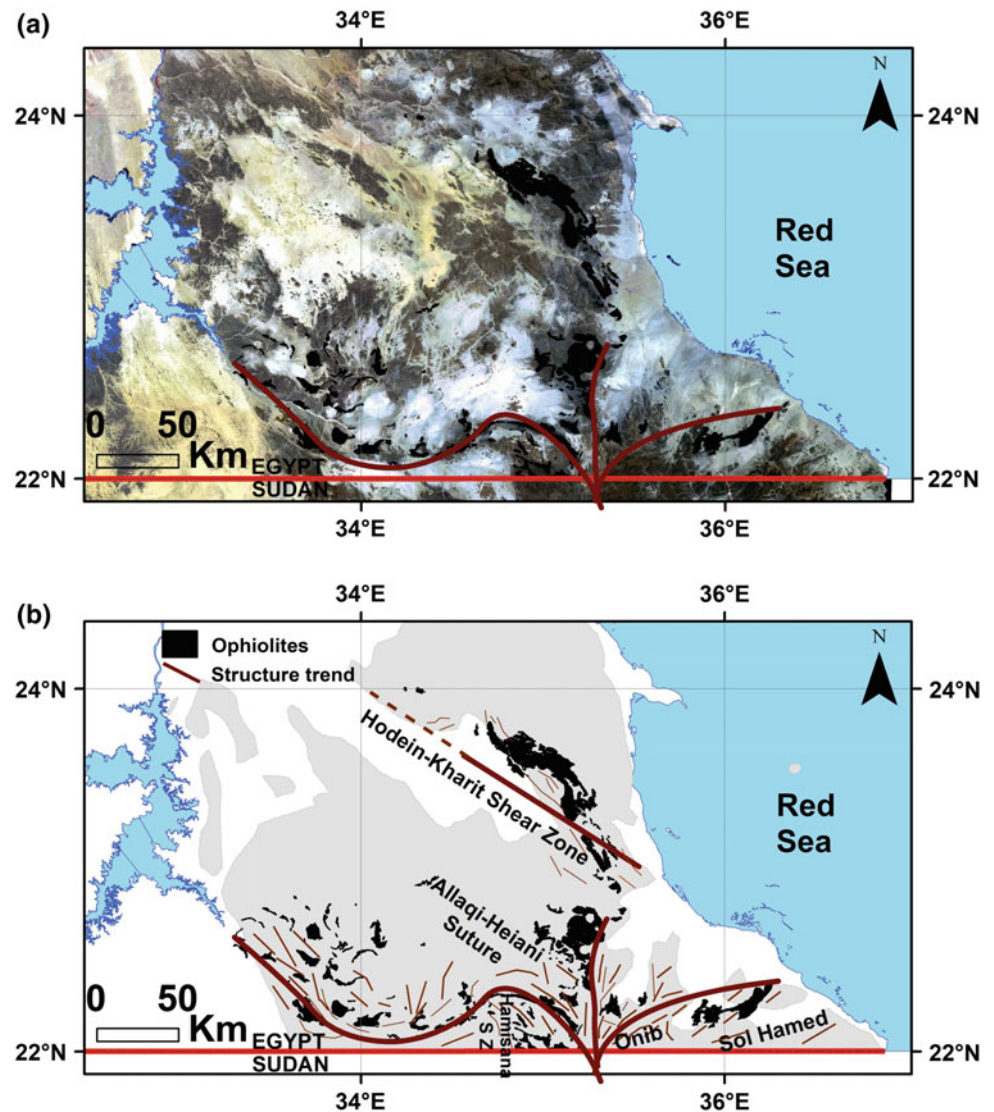 (a)
34°E 36°E
N
24°N 24°N
Red
Sea
0 50
Km
EGYPT
22°N 22°N
SUDAN
34°E 36°E
(b)
34°E 36°E
Ophiolites
N
Structure trend
24°N 24°N
Hodein-Kharit Shear Zone
Red
Sea
Allaqi-Heiani
Suture
0 50
Km
Hamisana
S Z
Onib
Sol Hamed
EGYPT
22°N 22°N
SUDAN
34°E 36°E